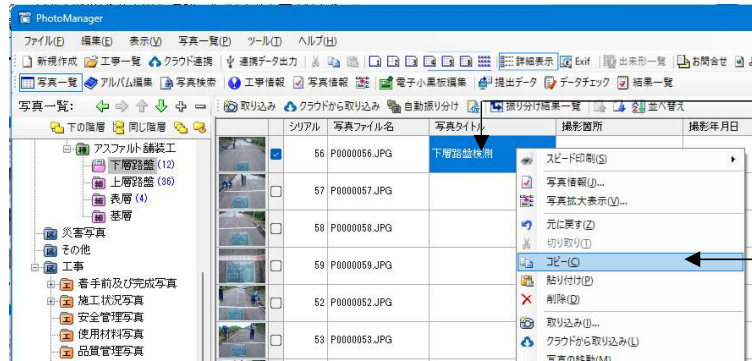 PhotoManager
ファイル(F) 編集(E) 表示(V) 写真一覧(P) ツール(T) ヘルプ(H)
新規作成 工事一覧 クラウド連携 連携データ出力 詳細表示 Exif 出来形一覧 お問合せ
写真一覧 アルバム編集 写真検索 工事情報 写真情報 電子小黒板編集 提出データ データチェック 結果一覧
写真一覧: 取り込み クラウドから取り込み 自動振り分け 振り分け結果一覧 並べ替え
下の階層 同じ階層
シリアル 写真ファイル名 写真タイトル 撮影箇所 撮影年月日
アスファルト舗装工
下層路盤 (12)
上層路盤 (36)
表層 (4)
基層
災害写真
その他
工事
着手前及び完成写真
施工状況写真
安全管理写真
使用材料写真
品質管理写真
56 P0000056.JPG 下層路盤検測
57 P0000057.JPG
58 P0000058.JPG
59 P0000059.JPG
52 P0000052.JPG
53 P0000053.JPG
スピード印刷(S)
写真情報(J)...
写真拡大表示(V)...
元に戻す(Z)
切り取り(T)
コピー(C)
貼り付け(P)
削除(D)
取り込み(I)...
クラウドから取り込み(L)
写真の移動(M)